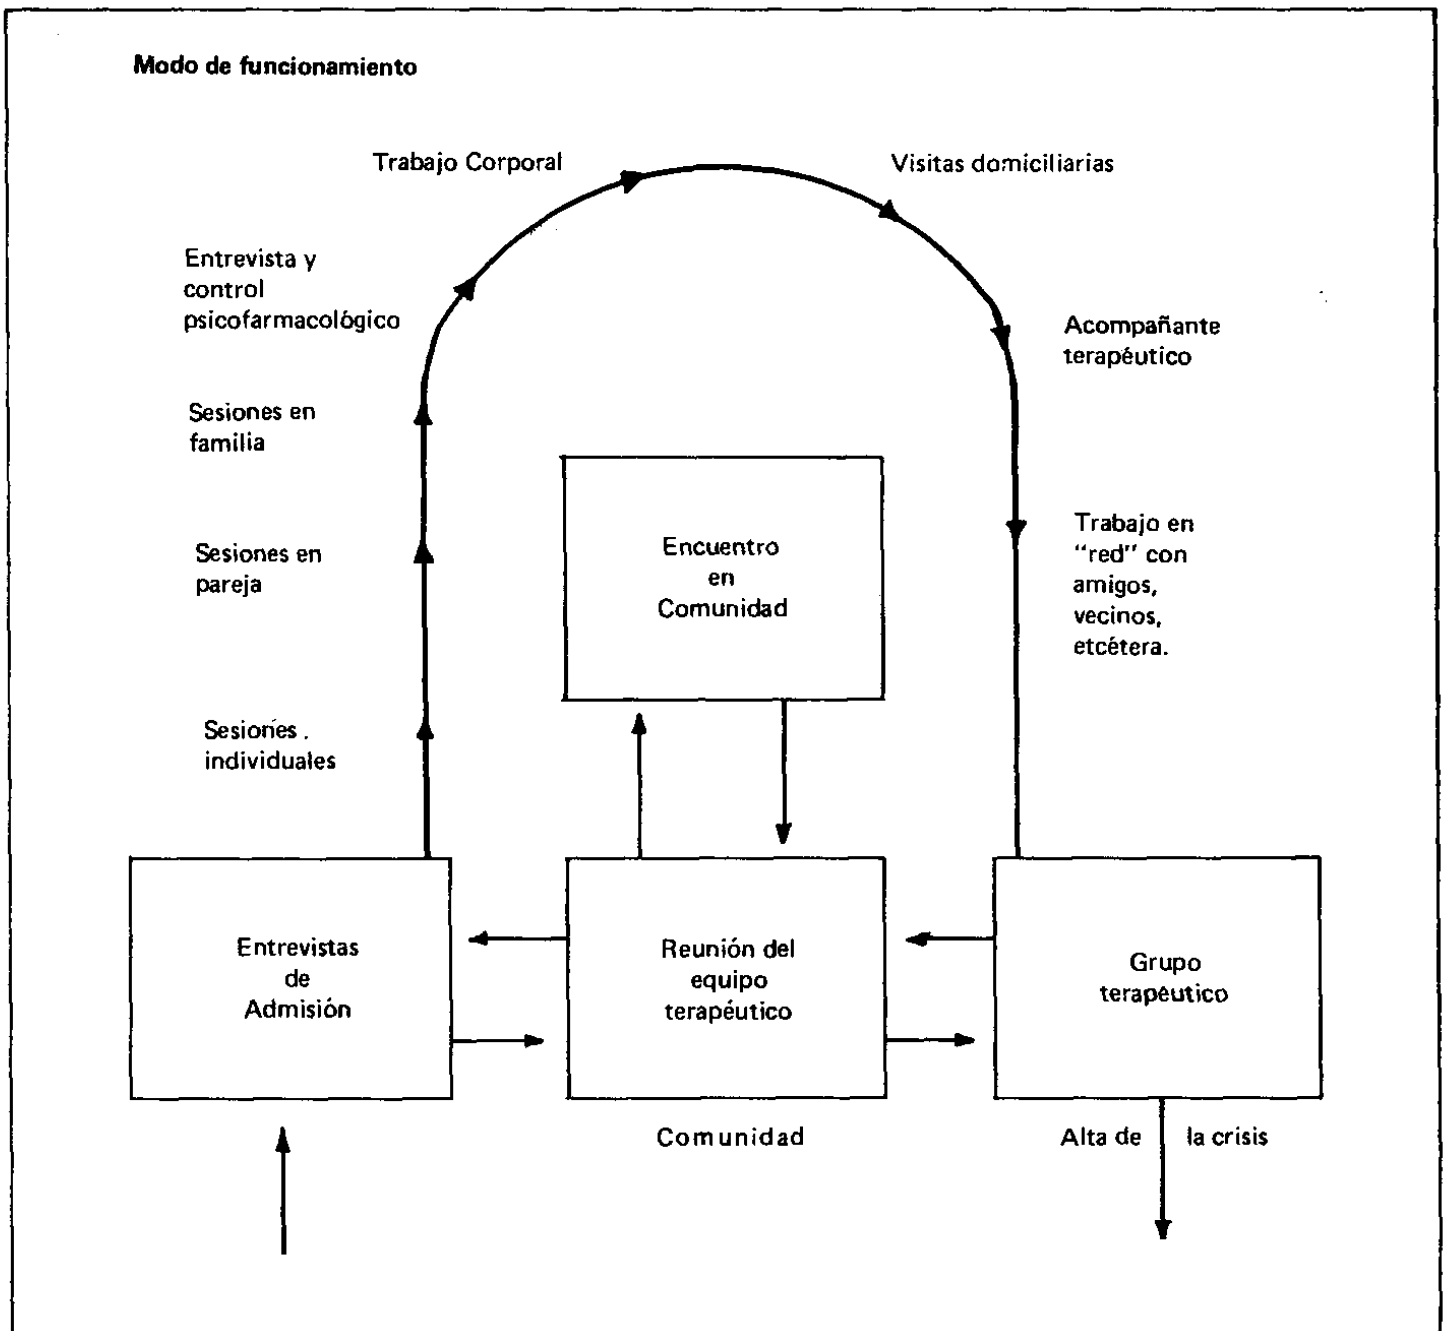 Modo de funcionamiento
Trabajo Corporal
Visitas domiciliarias
Entrevista y
control
psicofarmacológico
Acompañante
terapéutico
Sesiones en
familia
Sesiones en
pareja
Encuentro
en
Comunidad
Trabajo en
“red” con
amigos,
vecinos,
etcétera.
Sesiones.
individuales
Entrevistas
de
Admisión
Reunión del
equipo
terapéutico
Grupo
terapéutico
Comunidad
Alta de la crisis